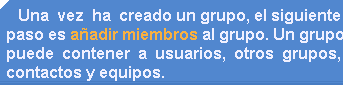 Una vez ha creado un grupo, el siguiente
paso es añadir miembros al grupo. Un grupo
puede contener a usuarios, otros grupos,
contactos y equipos.